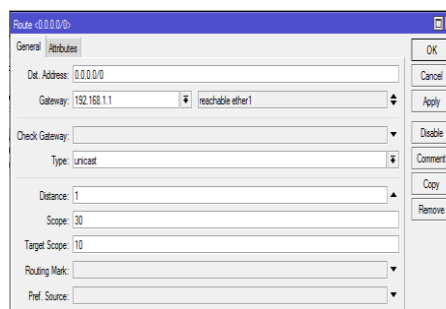 Route <0.0.0.0/0>
General Attributes
OK
Dst. Address: 0.0.0.0/0
Cancel
Gateway: 192.168.1.1 reachable ether1
Apply
Check Gateway:
Disable
Type: unicast
Comment
Copy
Distance: 1
Remove
Scope: 30
Target Scope: 10
Routing Mark:
Pref. Source: